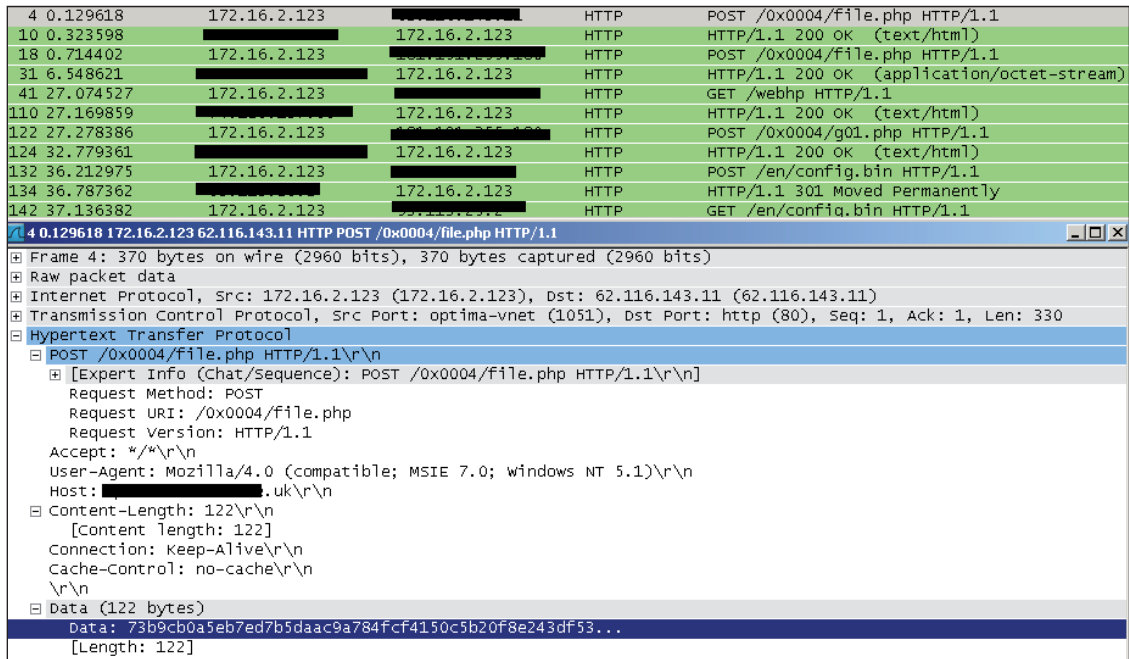 4 0.129618 172.16.2.123 HTTP POST /0x0004/file.php HTTP/1.1
10 0.323598 172.16.2.123 HTTP HTTP/1.1 200 OK (text/html)
18 0.714402 172.16.2.123 HTTP POST /0x0004/file.php HTTP/1.1
31 6.548621 172.16.2.123 HTTP HTTP/1.1 200 OK (application/octet-stream)
41 27.074527 172.16.2.123 HTTP GET /webhp HTTP/1.1
110 27.169859 172.16.2.123 HTTP HTTP/1.1 200 OK (text/html)
122 27.278386 172.16.2.123 HTTP POST /0x0004/g01.php HTTP/1.1
124 32.779361 172.16.2.123 HTTP HTTP/1.1 200 OK (text/html)
132 36.212975 172.16.2.123 HTTP POST /en/config.bin HTTP/1.1
134 36.787362 172.16.2.123 HTTP HTTP/1.1 301 Moved Permanently
142 37.136382 172.16.2.123 HTTP GET /en/config.bin HTTP/1.1
4 0.129618 172.16.2.123 62.116.143.11 HTTP POST /0x0004/file.php HTTP/1.1
Frame 4: 370 bytes on wire (2960 bits), 370 bytes captured (2960 bits)
Raw packet data
Internet Protocol, Src: 172.16.2.123 (172.16.2.123), Dst: 62.116.143.11 (62.116.143.11)
Transmission Control Protocol, Src Port: optima-vnet (1051), Dst Port: http (80), Seq: 1, Ack: 1, Len: 330
Hypertext Transfer Protocol
POST /0x0004/file.php HTTP/1.1\r\n
[Expert Info (Chat/Sequence): POST /0x0004/file.php HTTP/1.1\r\n]
Request Method: POST
Request URI: /0x0004/file.php
Request Version: HTTP/1.1
Accept: */*\r\n
User-Agent: Mozilla/4.0 (compatible; MSIE 7.0; Windows NT 5.1)\r\n
Host: .uk\r\n
Content-Length: 122\r\n
[Content length: 122]
Connection: Keep-Alive\r\n
Cache-Control: no-cache\r\n
\r\n
Data (122 bytes)
Data: 73b9cb0a5eb7ed7b5daac9a784fcf4150c5b20f8e243df53...
[Length: 122]